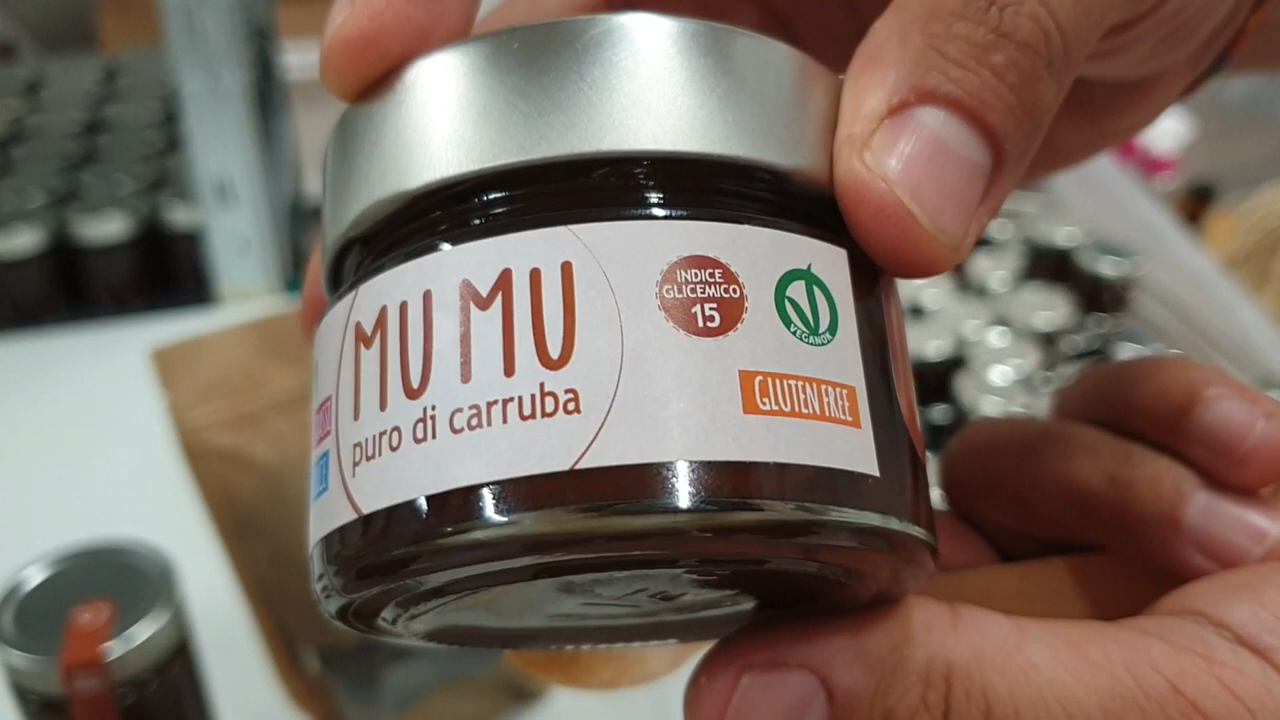 MU MU
puro di carruba
INDICE
GLICEMICO
15
VEGANOK
GLUTEN FREE